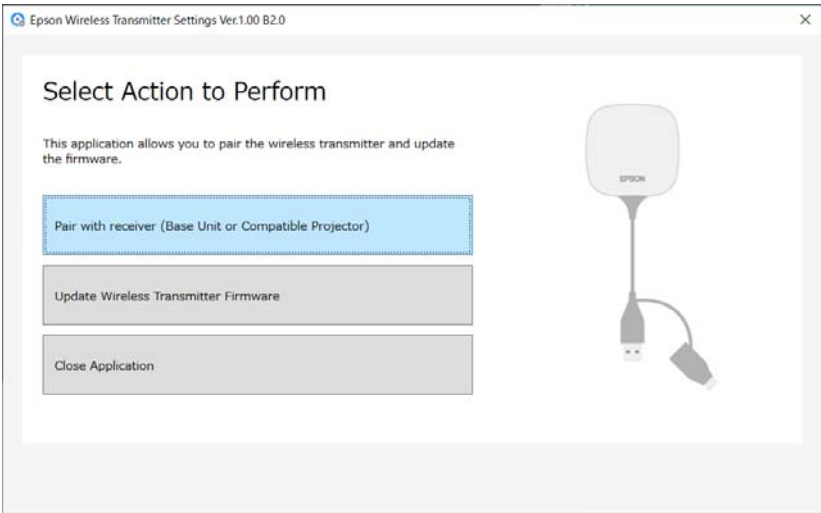 Epson Wireless Transmitter Settings Ver.1.00 B2.0
Select Action to Perform
This application allows you to pair the wireless transmitter and update
the firmware.
EPSON
Pair with receiver (Base Unit or Compatible Projector)
Update Wireless Transmitter Firmware
Close Application